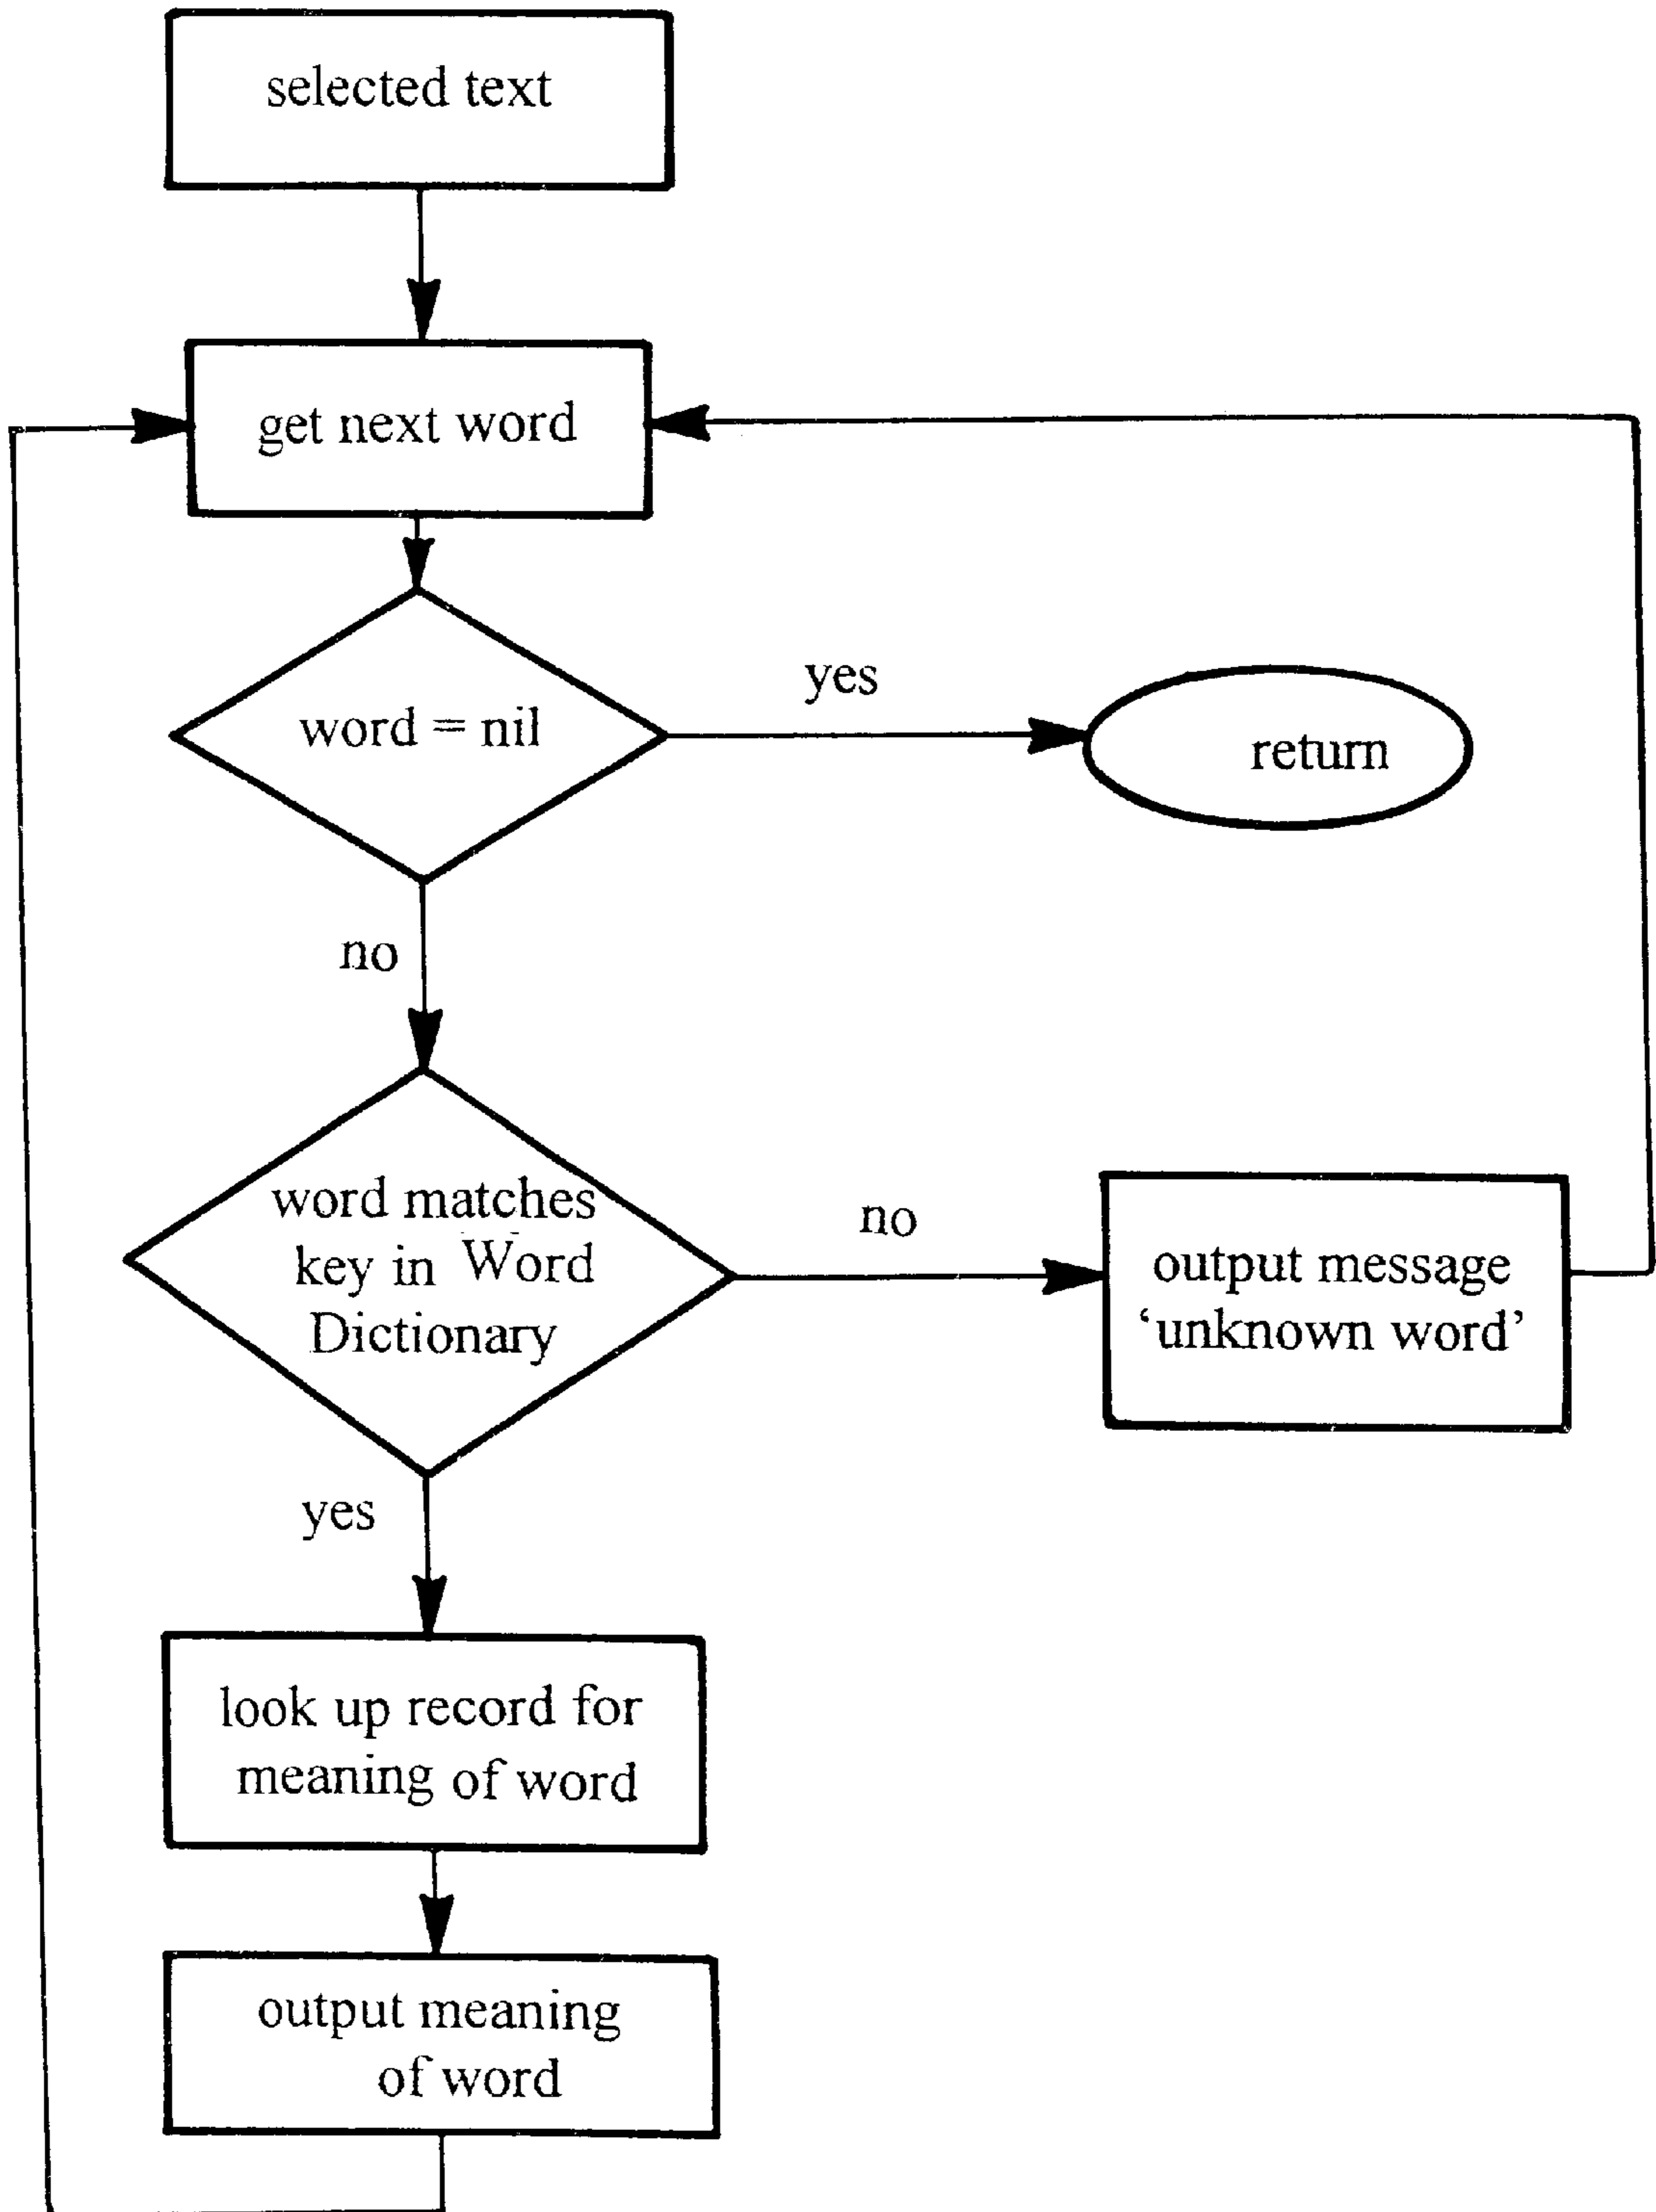 selected text
get next word
word = nil
yes
return
no
word matches
key in Word
Dictionary
no
output message
‘unknown word’
yes
look up record for
meaning of word
output meaning
of word